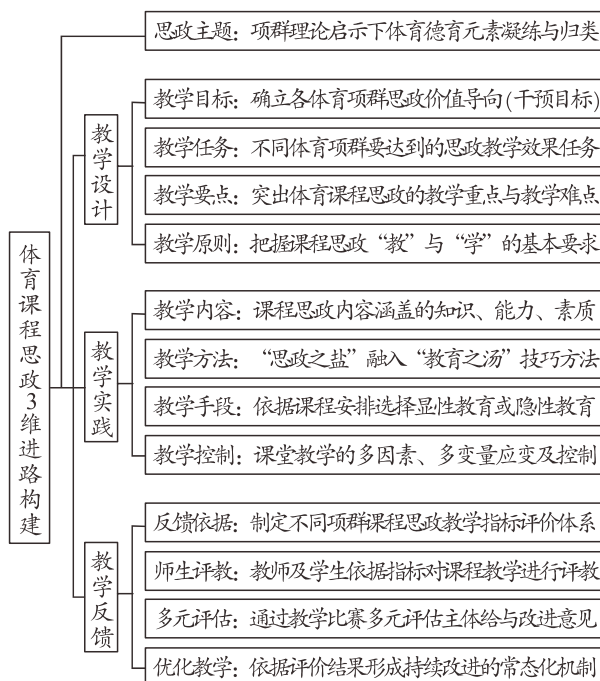 体育课程思政3维进路构建
思政主题：项群理论启示下体育德育元素凝练与归类
教学设计
教学目标：确立各体育项群思政价值导向(干预目标)
教学任务：不同体育项群要达到的思政教学效果任务
教学要点：突出体育课程思政的教学重点与教学难点
教学原则：把握课程思政“教”与“学”的基本要求
教学实践
教学内容：课程思政内容涵盖的知识、能力、素质
教学方法：“思政之盐”融入“教育之汤”技巧方法
教学手段：依据课程安排选择显性教育或隐性教育
教学控制：课堂教学的多因素、多变量应变及控制
教学反馈
反馈依据：制定不同项群课程思政教学指标评价体系
师生评教：教师及学生依据指标对课程教学进行评教
多元评估：通过教学比赛多元评估主体给与改进意见
优化教学：依据评价结果形成持续改进的常态化机制